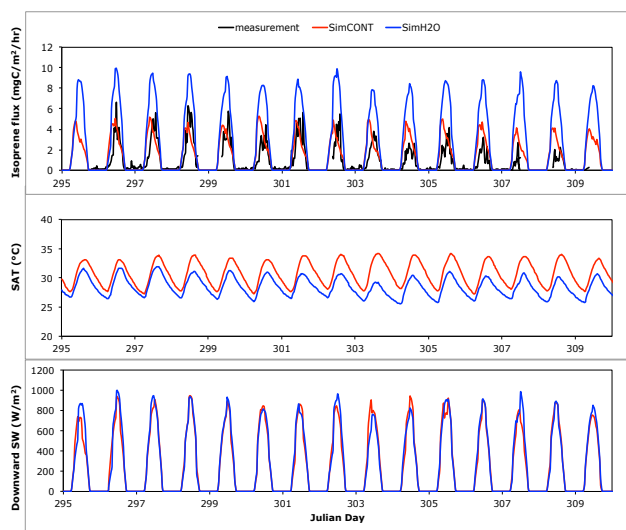 measurement SimCONT SimH2O
Isoprene flux (mgC/m²/hr)
12
10
8
6
4
2
0
295 297 299 301 303 305 307 309
SAT (°C)
40
35
30
25
20
295 297 299 301 303 305 307 309
Downward SW (W/m²)
1200
1000
800
600
400
200
0
295 297 299 301 303 305 307 309
Julian Day